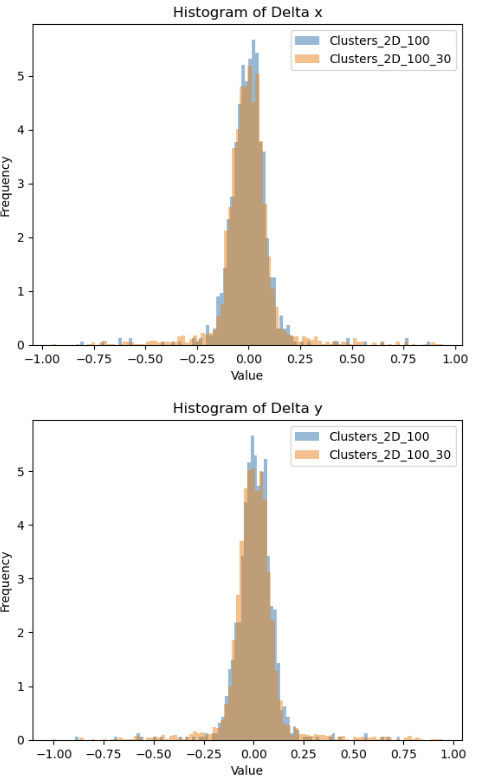 Histogram of Delta x
Clusters_2D_100
Clusters_2D_100_30
Frequency
5
4
3
2
1
0
−1.00 −0.75 −0.50 −0.25 0.00 0.25 0.50 0.75 1.00
Value
Histogram of Delta y
Clusters_2D_100
Clusters_2D_100_30
Frequency
5
4
3
2
1
0
−1.00 −0.75 −0.50 −0.25 0.00 0.25 0.50 0.75 1.00
Value